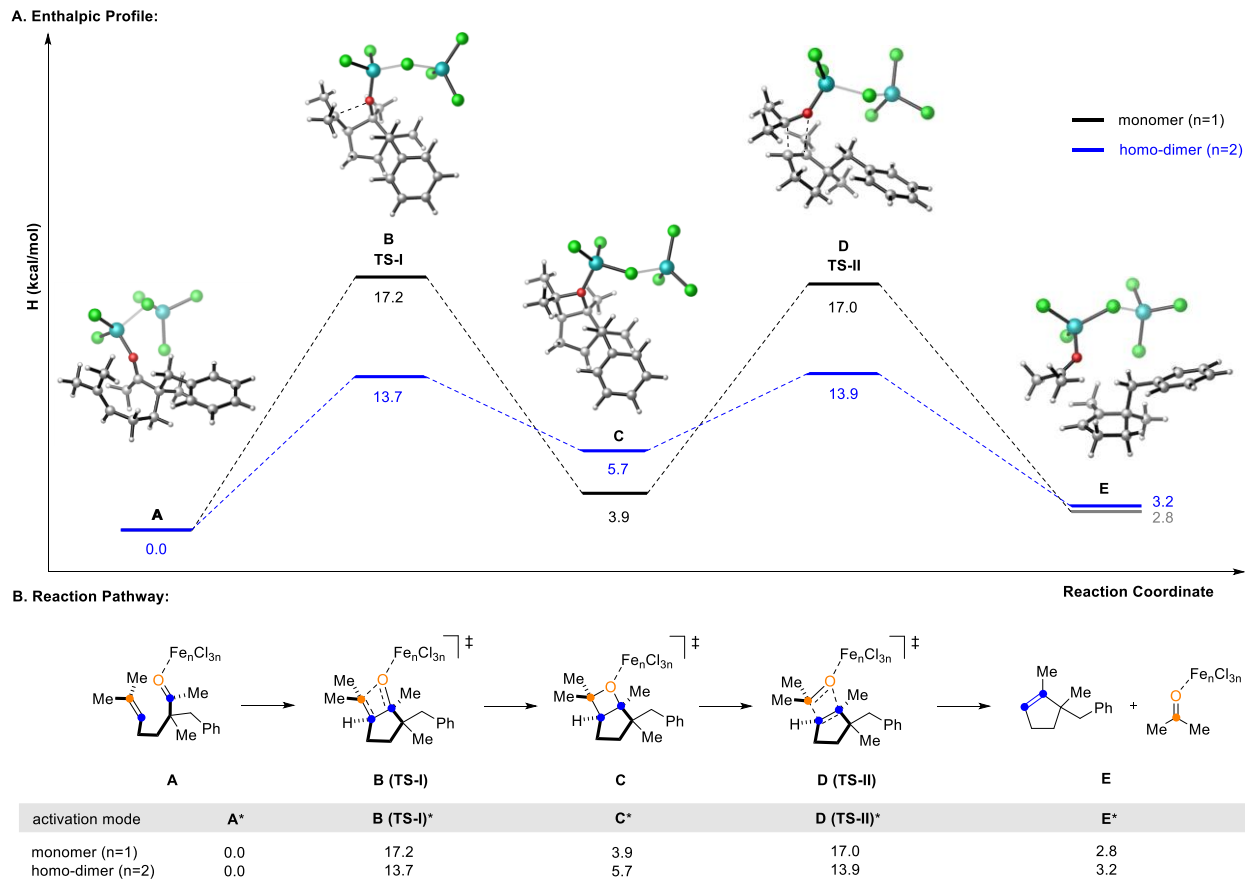 A. Enthalpic Profile:
H (kcal/mol)
monomer (n=1)
homo-dimer (n=2)
B
TS-I
17.2
13.7
D
TS-II
17.0
13.9
C
5.7
3.9
A
0.0
E
3.2
2.8
Reaction Coordinate
B. Reaction Pathway:
FenCl3n
O
Me
Me
Me
Me
Ph
A
FenCl3n
‡
O
Me
Me
Me
H
Ph
Me
B (TS-I)
FenCl3n
‡
O
Me
Me
Me
H
Ph
Me
C
FenCl3n
‡
O
Me
Me
Me
H
Ph
Me
D (TS-II)
Me
Me
Ph
+
FenCl3n
O
Me
Me
E
activation mode A* B (TS-I)* C* D (TS-II)* E*
monomer (n=1) 0.0 17.2 3.9 17.0 2.8
homo-dimer (n=2) 0.0 13.7 5.7 13.9 3.2